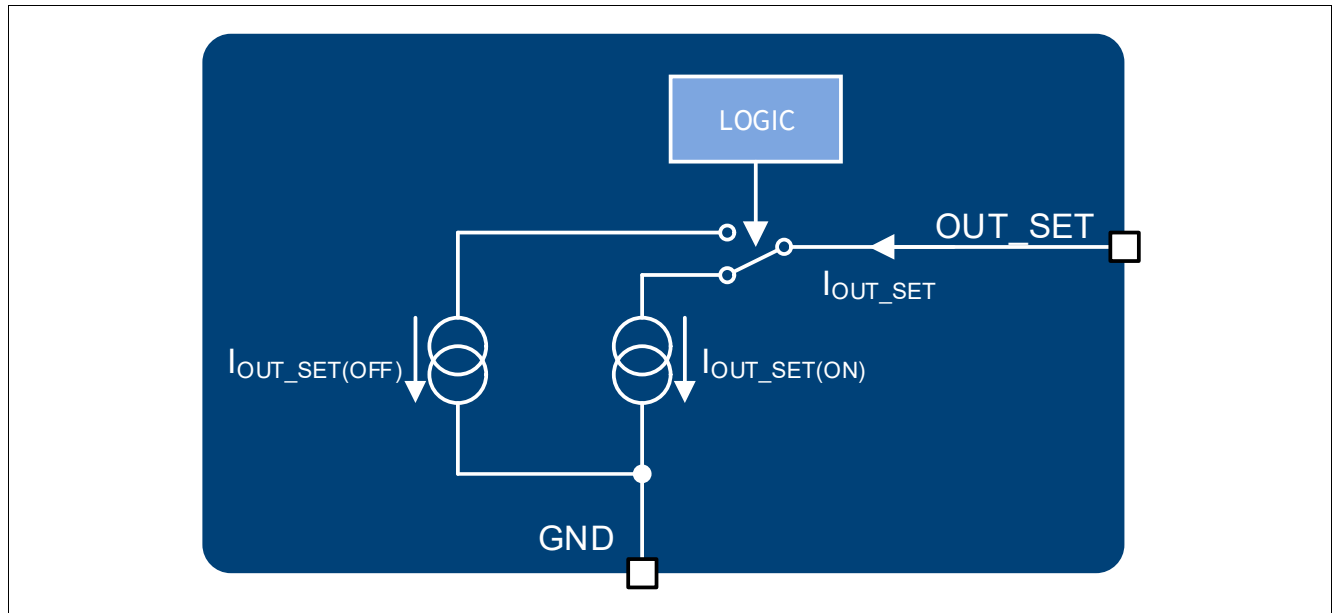 LOGIC
OUT_SET
IOUT_SET
IOUT_SET(OFF)
IOUT_SET(ON)
GND